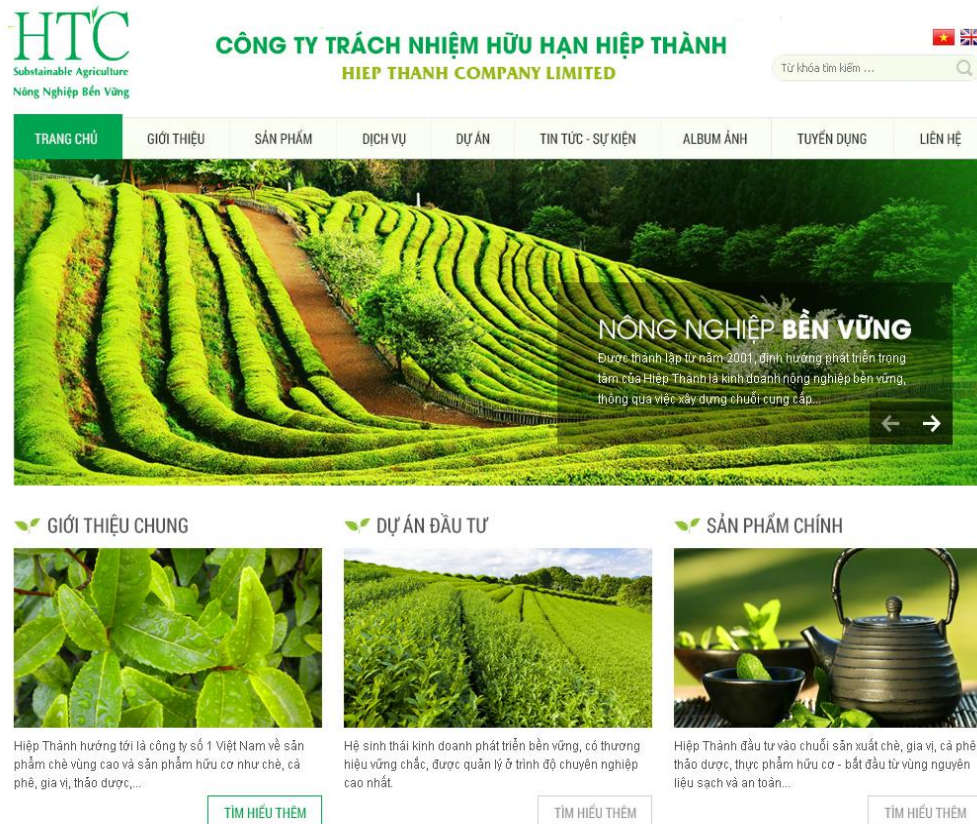 HTC
Substainable Agriculture
Nông Nghiệp Bền Vững
CÔNG TY TRÁCH NHIỆM HỮU HẠN HIỆP THÀNH
HIEP THANH COMPANY LIMITED
Từ khóa tìm kiếm ...
TRANG CHỦ GIỚI THIỆU SẢN PHẨM DỊCH VỤ DỰ ÁN TIN TỨC - SỰ KIỆN ALBUM ẢNH TUYỂN DỤNG LIÊN HỆ
NÔNG NGHIỆP BỀN VỮNG
Được thành lập từ năm 2001, định hướng phát triển trọng
tâm của Hiệp Thành là kinh doanh nông nghiệp bền vững,
thông qua việc xây dựng chuỗi cung cấp...
GIỚI THIỆU CHUNG
Hiệp Thành hướng tới là công ty số 1 Việt Nam về sản
phẩm chè vùng cao và sản phẩm hữu cơ như chè, cà
phê, gia vị, thảo dược,...
TÌM HIỂU THÊM
DỰ ÁN ĐẦU TƯ
Hệ sinh thái kinh doanh phát triển bền vững, có thương
hiệu vững chắc, được quản lý ở trình độ chuyên nghiệp
cao nhất.
TÌM HIỂU THÊM
SẢN PHẨM CHÍNH
Hiệp Thành đầu tư vào chuỗi sản xuất chè, gia vị, cà phê
thảo dược, thực phẩm hữu cơ - bắt đầu từ vùng nguyên
liệu sạch và an toàn...
TÌM HIỂU THÊM